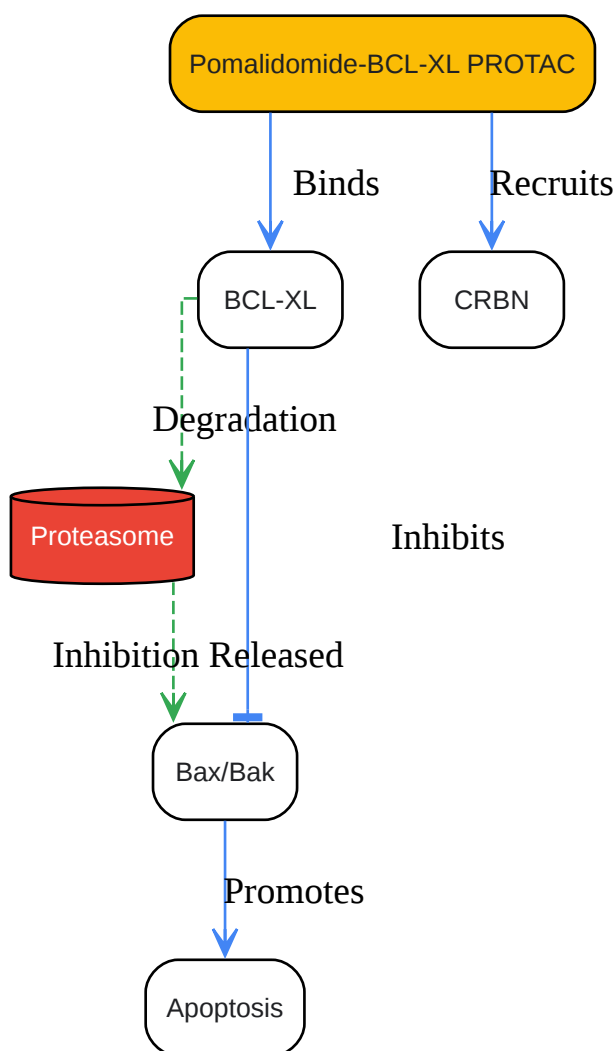 Pomalidomide-BCL-XL PROTAC
Binds
Recruits
BCL-XL
CRBN
Degradation
Proteasome
Inhibits
Inhibition Released
Bax/Bak
Promotes
Apoptosis